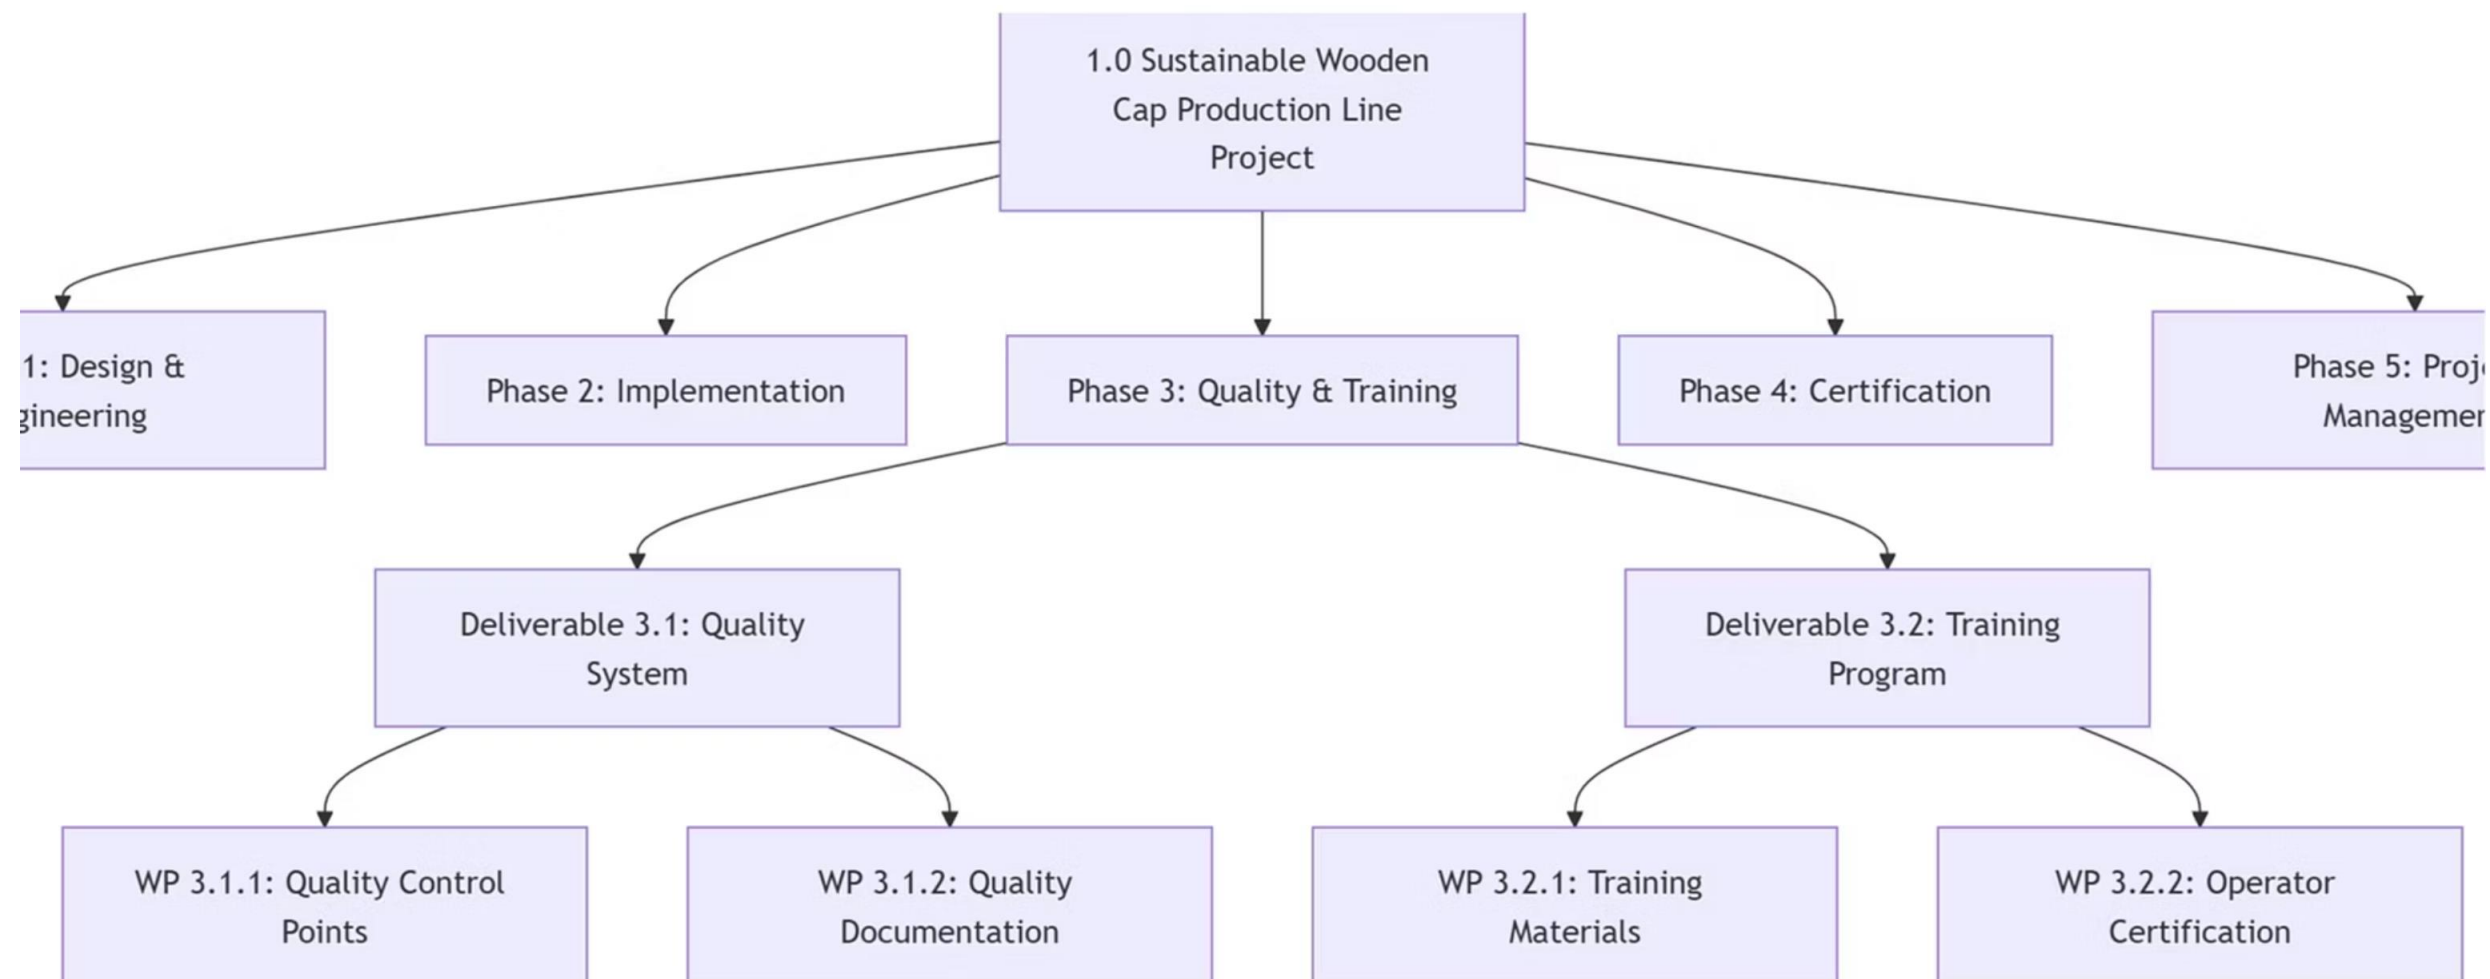 1.0 Sustainable Wooden
Cap Production Line
Project
1: Design &
gineering
Phase 2: Implementation
Phase 3: Quality & Training
Phase 4: Certification
Phase 5:
Deliverable 3.1: Quality
System
Deliverable 3.2: Training
Program
WP 3.1.1: Quality Control
Points
WP 3.1.2: Quality
Documentation
WP 3.2.1: Training
Materials
WP 3.2.2: Operator
Certification